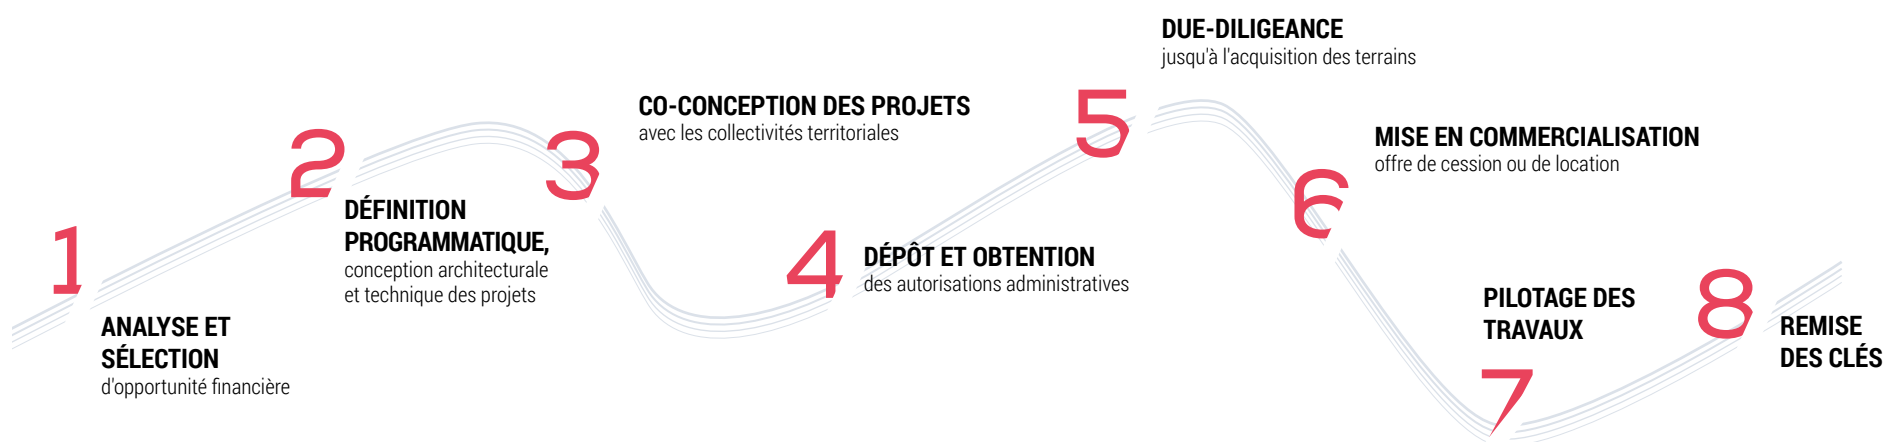 1
ANALYSE ET
SÉLECTION
d'opportunité financière
2
DÉFINITION
PROGRAMMATIQUE,
conception architecturale
et technique des projets
3
CO-CONCEPTION DES PROJETS
avec les collectivités territoriales
4
DÉPÔT ET OBTENTION
des autorisations administratives
5
DUE-DILIGEANCE
jusqu'à l'acquisition des terrains
6
MISE EN COMMERCIALISATION
offre de cession ou de location
7
PILOTAGE DES
TRAVAUX
8
REMISE
DES CLÉS